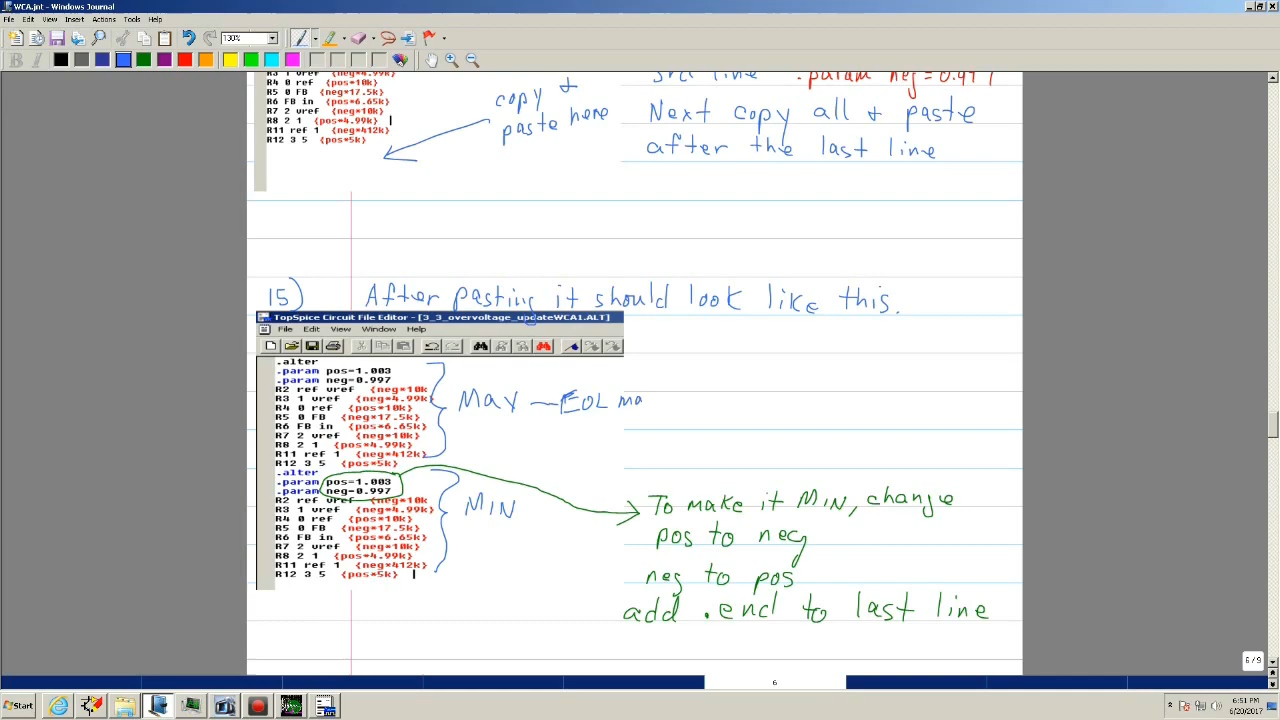 WCA.jnt - Windows Journal
File Edit View Insert Actions Tools Help
130%
R4 0 ref {pos*10k}
R5 0 FB {neg*17.5k}
R6 FB in {pos*6.65k}
R7 2 vref {neg*10k}
R8 2 1 {pos*4.99k}
R11 ref 1 {neg*412k}
R12 3 5 {pos*5k}
copy +
paste here
.param neg=0.997
Next copy all + paste
after the last line
15) After pasting it should look like this.
TopSpice Circuit File Editor - [3_3_overvoltage_updateWCA1.ALT]
File Edit View Window Help
.alter
.param pos=1.003
.param neg=0.997
R2 ref vref {neg*10k
R3 1 vref {neg*4.99k}
R4 0 ref {pos*10k}
R5 0 FB {neg*17.5k}
R6 FB in {pos*6.65k}
R7 2 vref {neg*10k}
R8 2 1 {pos*4.99k}
R11 ref 1 {neg*412k}
R12 3 5 {pos*5k}
MAX — EOL ma
.alter
.param pos=1.003
.param neg=0.997
R2 ref vref {neg*10k
R3 1 vref {neg*4.99k}
R4 0 ref {pos*10k}
R5 0 FB {neg*17.5k}
R6 FB in {pos*6.65k}
R7 2 vref {neg*10k}
R8 2 1 {pos*4.99k}
R11 ref 1 {neg*412k}
R12 3 5 {pos*5k}
MIN
To make it MIN, change
pos to neg
neg to pos
add .end to last line
6
6 / 9
Start
6:51 PM
6/20/2017